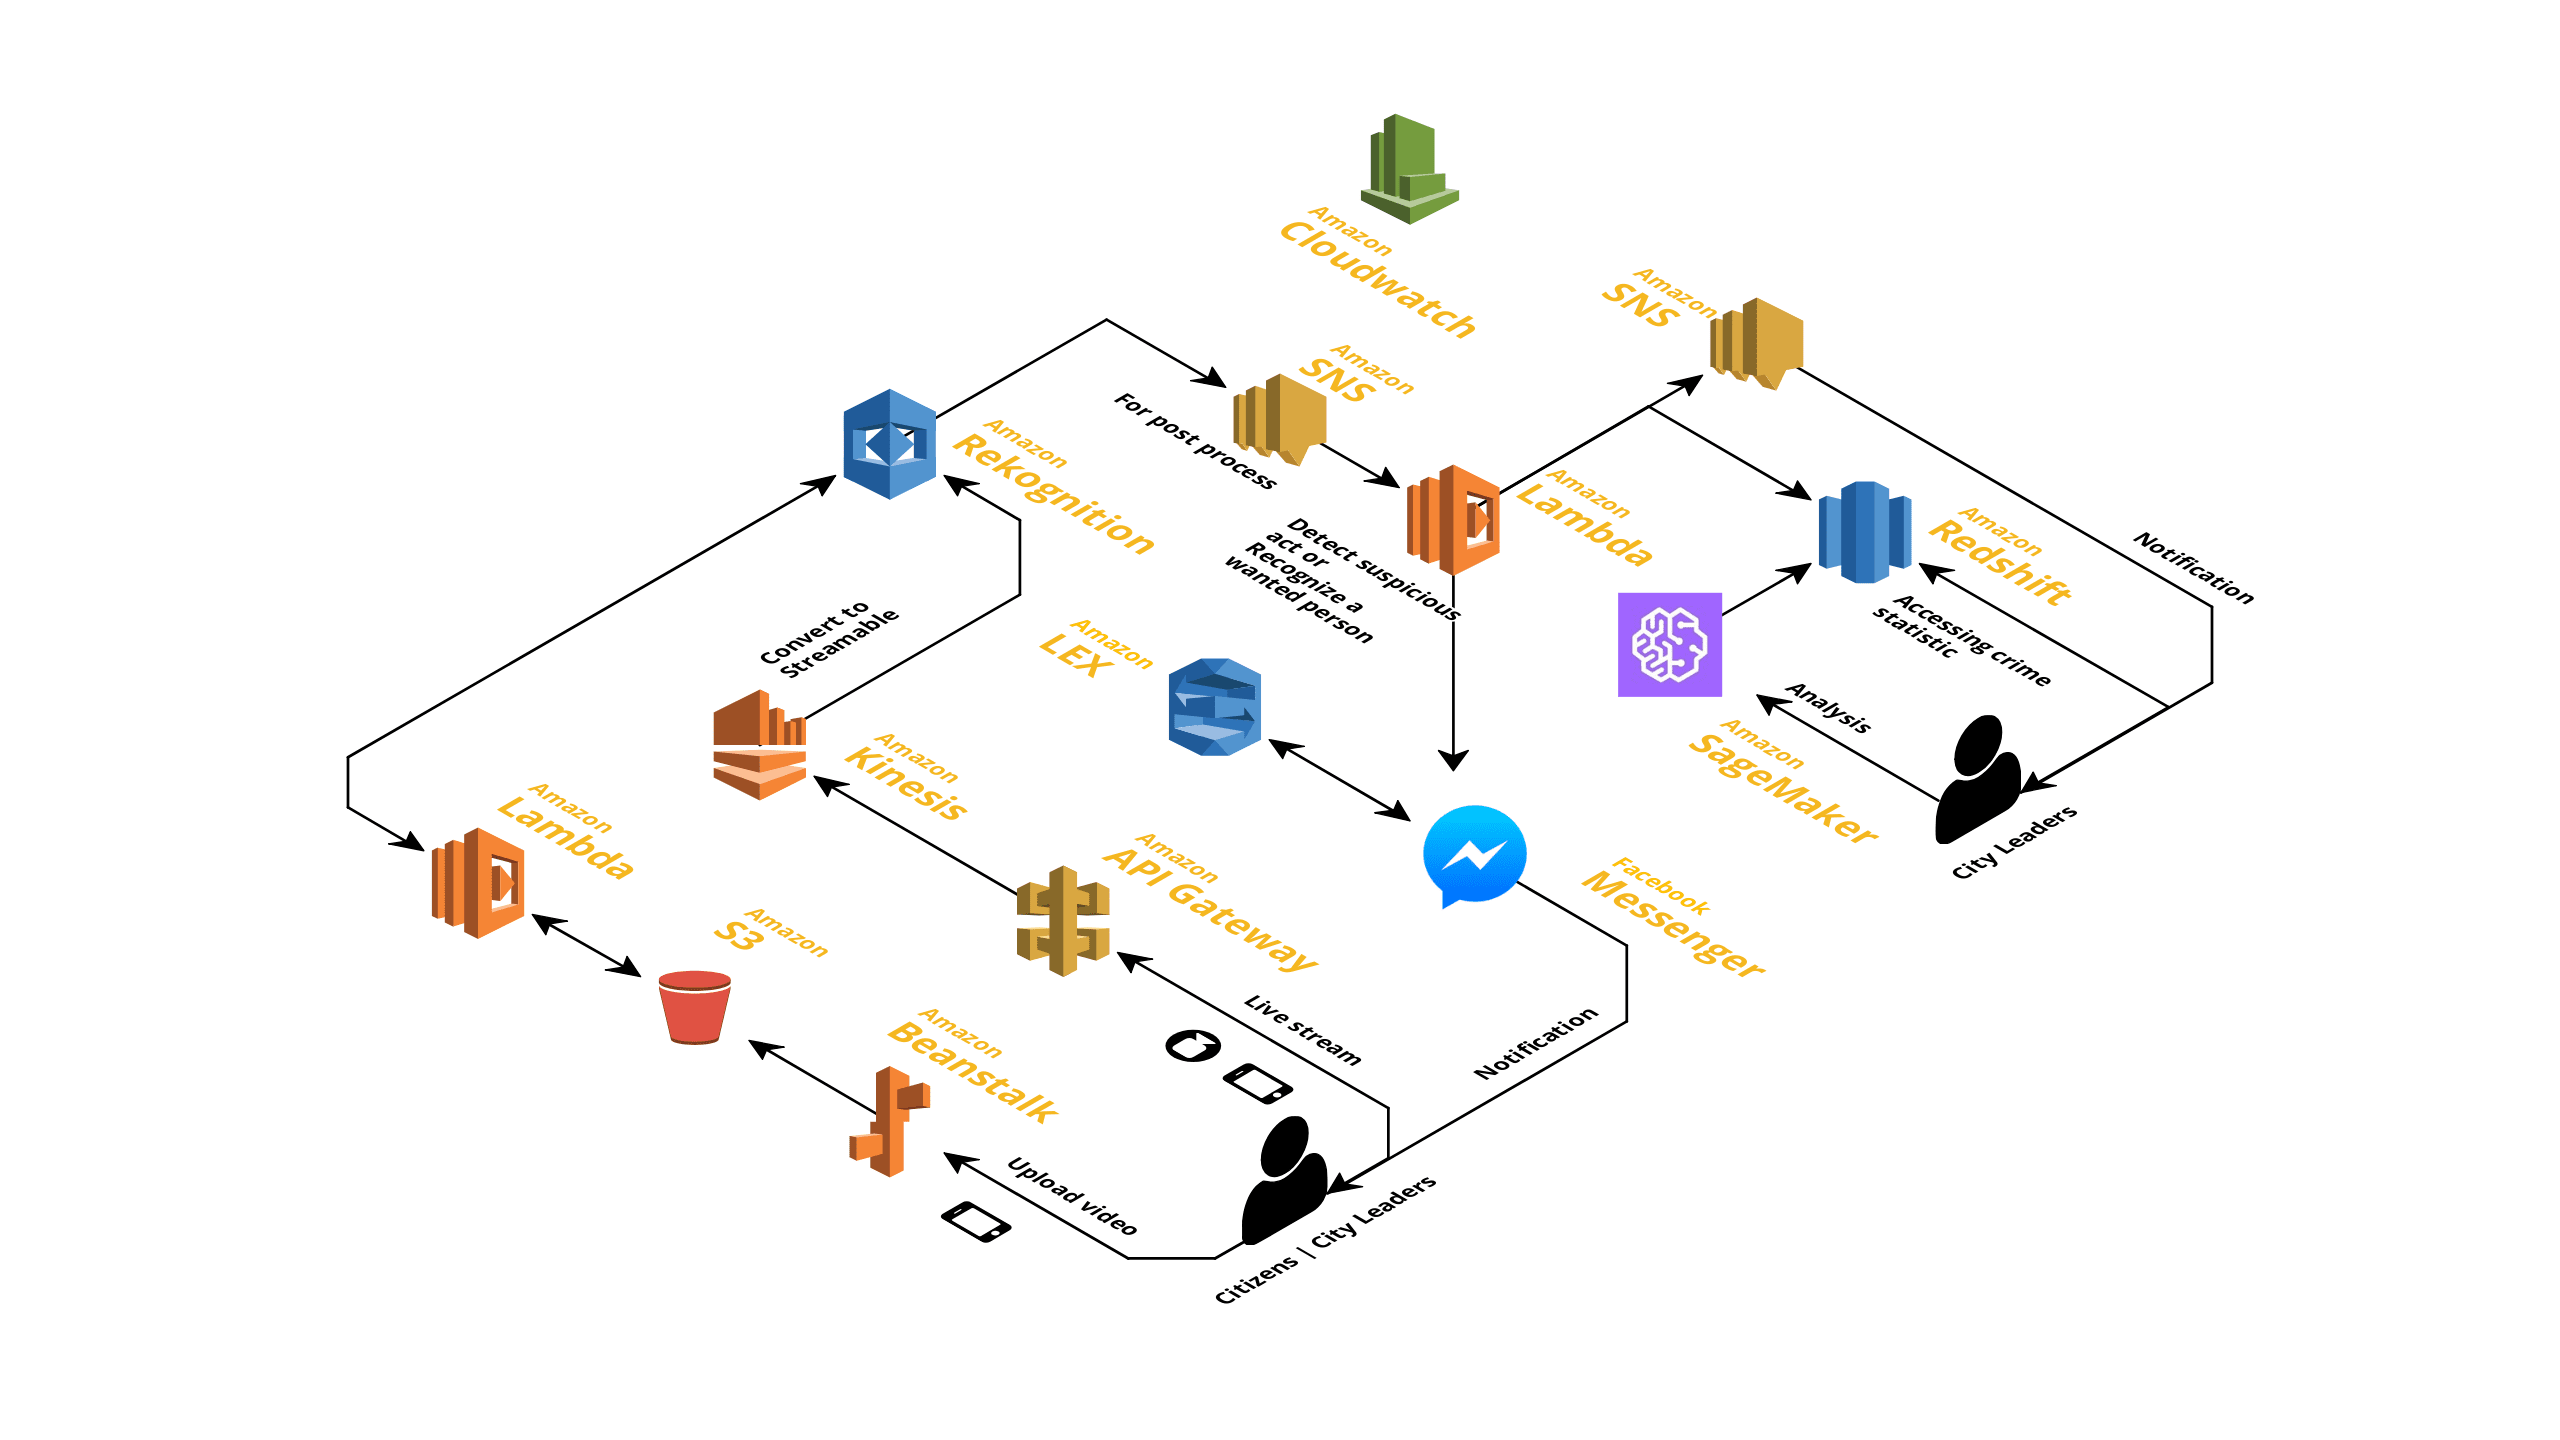 Amazon
Cloudwatch
Amazon
SNS
Amazon
SNS
For post process
Amazon
Rekognition
Amazon
Lambda
Detect suspicious
act or
Recognize a
wanted person
Amazon
Redshift
Notification
Accessing crime
statistic
Convert to
Streamable
Amazon
LEX
Analysis
Amazon
SageMaker
City Leaders
Amazon
Kinesis
Amazon
Lambda
Amazon
API Gateway
Facebook
Messenger
Amazon
S3
Live stream
Notification
Amazon
Beanstalk
Upload video
Citizens | City Leaders